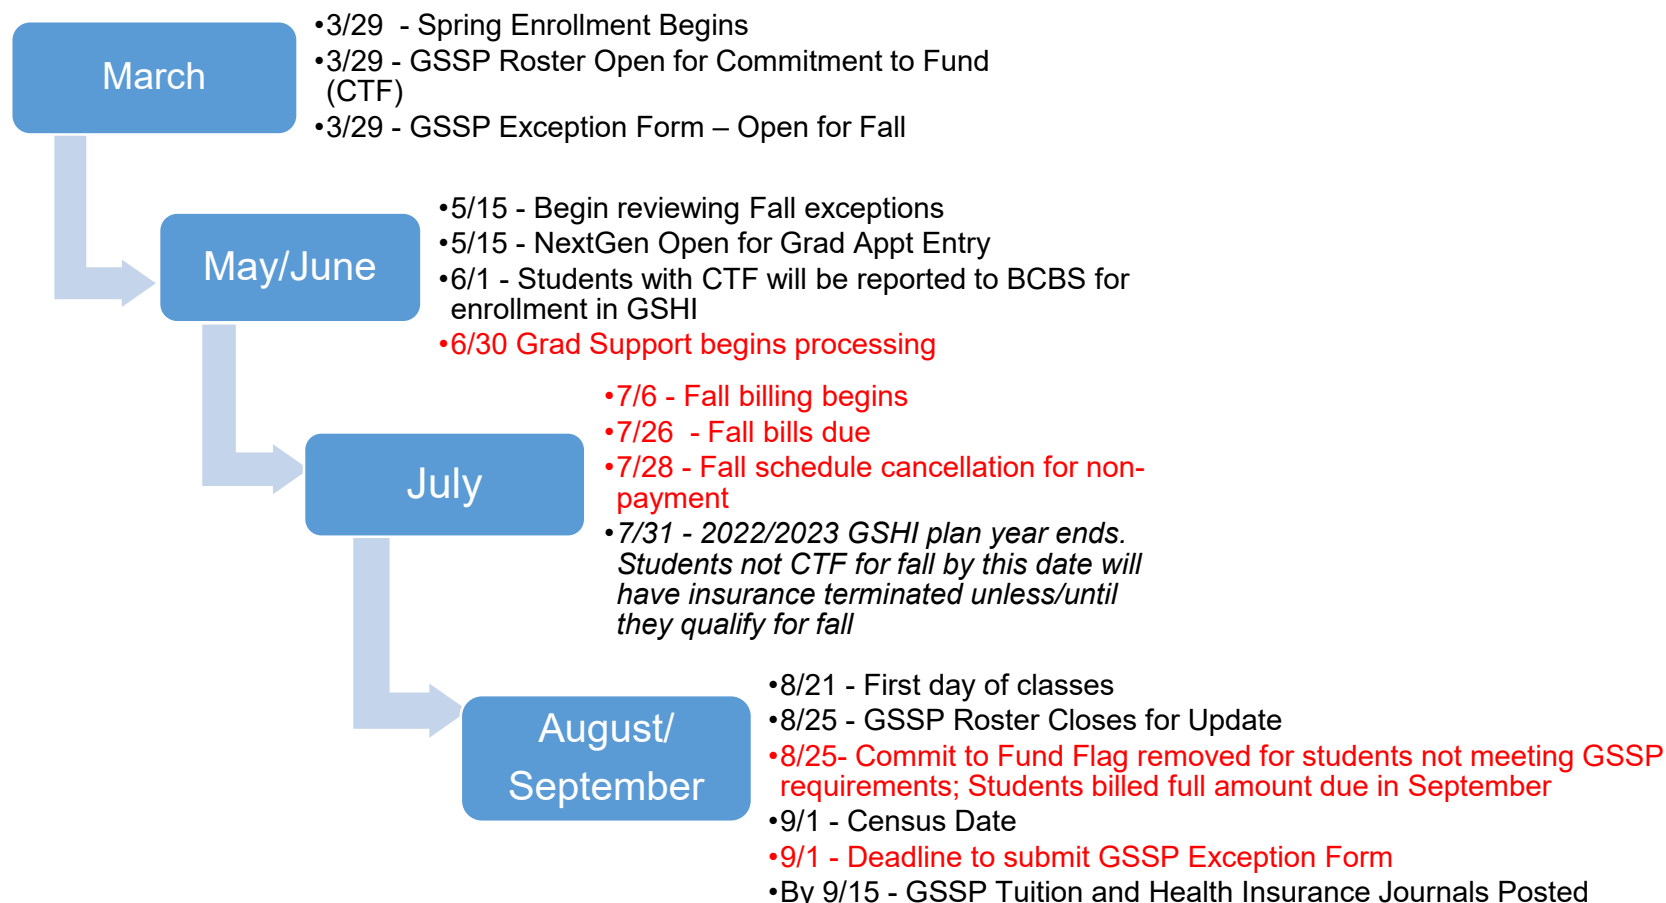 March
•3/29  - Spring Enrollment Begins
•3/29 - GSSP Roster Open for Commitment to Fund
(CTF)
•3/29 - GSSP Exception Form – Open for Fall
May/June
•5/15 - Begin reviewing Fall exceptions
•5/15 - NextGen Open for Grad Appt Entry
•6/1 - Students with CTF will be reported to BCBS for
enrollment in GSHI
•6/30 Grad Support begins processing
July
•7/6 - Fall billing begins
•7/26  - Fall bills due
•7/28 - Fall schedule cancellation for non-
payment
•7/31 - 2022/2023 GSHI plan year ends.
Students not CTF for fall by this date will
have insurance terminated unless/until
they qualify for fall
August/
September
•8/21 - First day of classes
•8/25 - GSSP Roster Closes for Update
•8/25- Commit to Fund Flag removed for students not meeting GSSP
requirements; Students billed full amount due in September
•9/1 - Census Date
•9/1 - Deadline to submit GSSP Exception Form
•By 9/15 - GSSP Tuition and Health Insurance Journals Posted